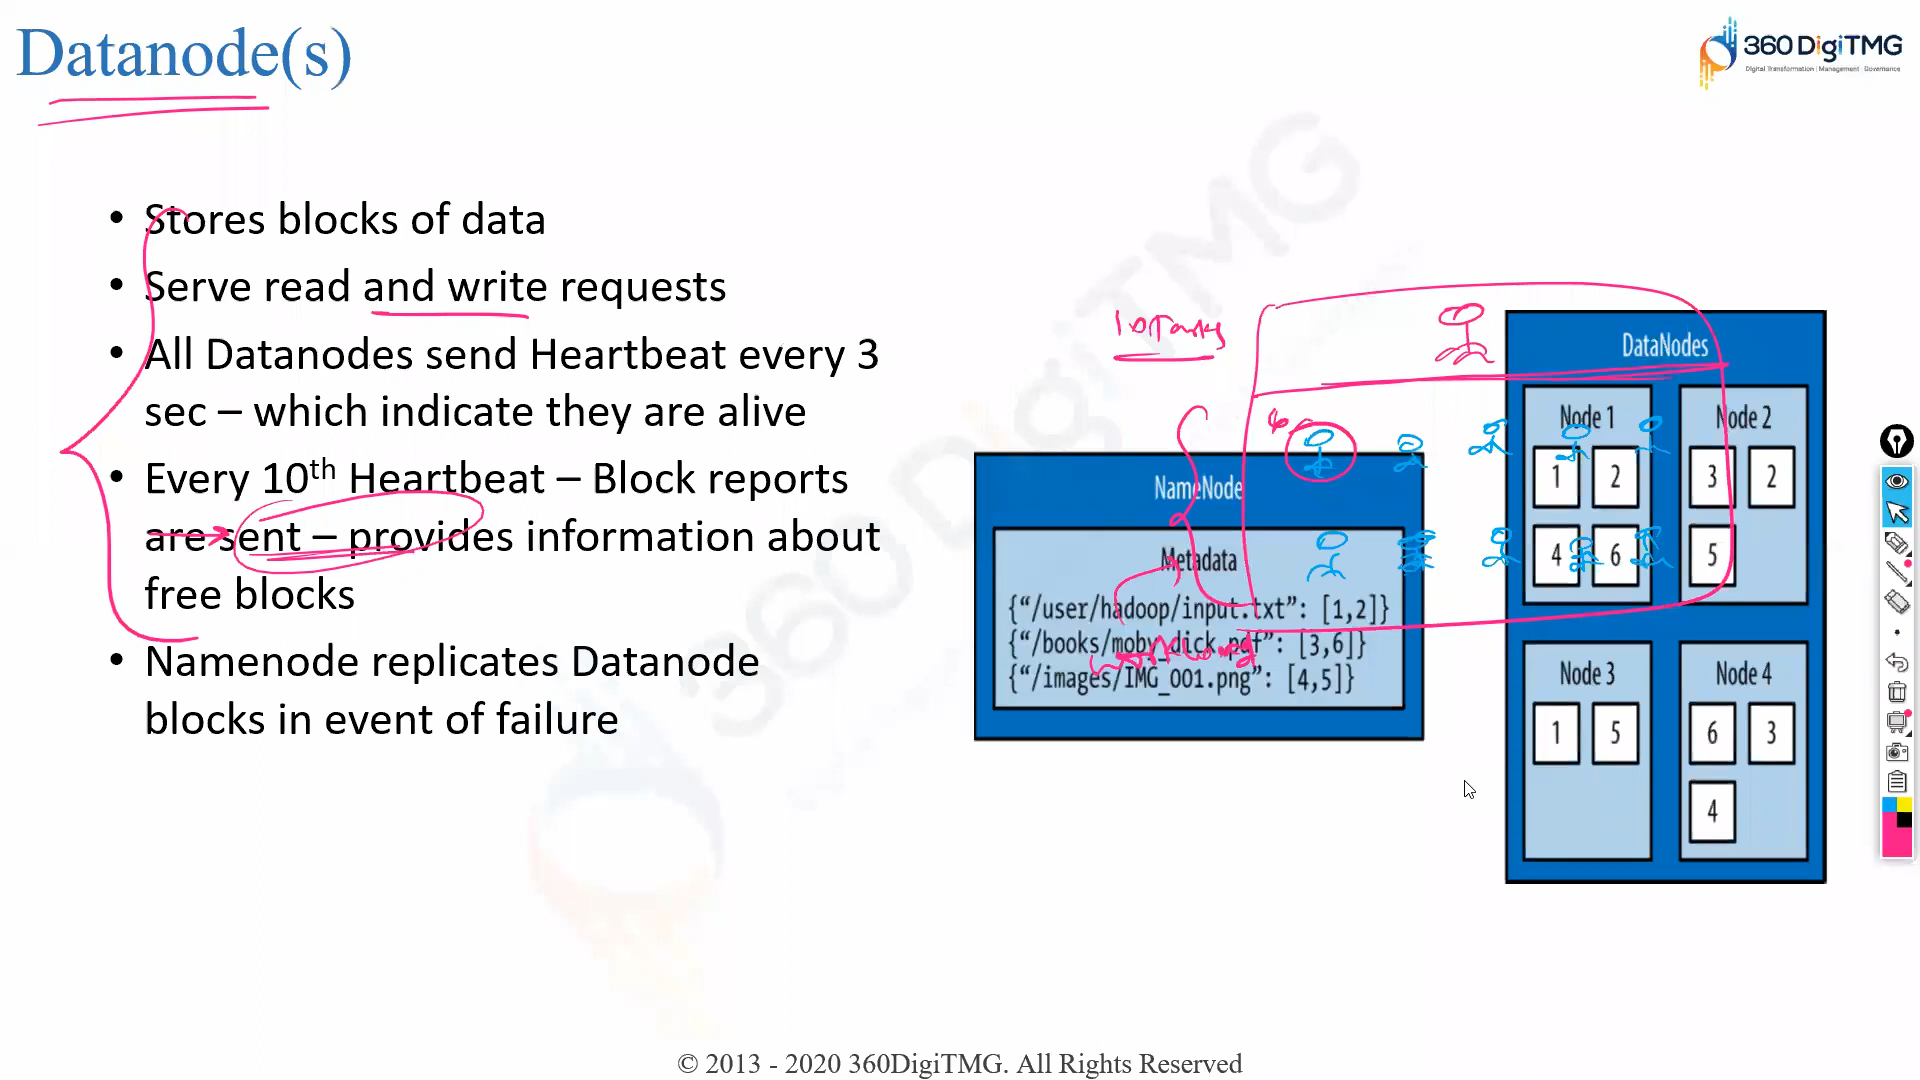 Datanode(s)
360 DigiTMG
Digital Transformation | Management Governance
• Stores blocks of data
• Serve read and write requests
• All Datanodes send Heartbeat every 3
sec – which indicate they are alive
• Every 10th Heartbeat – Block reports
are sent – provides information about
free blocks
• Namenode replicates Datanode
blocks in event of failure
10 Tasks
NameNode
Metadata
{“/user/hadoop/input.txt”: [1,2]}
{“/books/moby_dick.pdf”: [3,6]}
{“/images/IMG_001.png”: [4,5]}
workload
DataNodes
Node 1
1 2
4 6
Node 2
3 2
5
Node 3
1 5
Node 4
6 3
4
360DigiTMG
© 2013 - 2020 360DigiTMG. All Rights Reserved